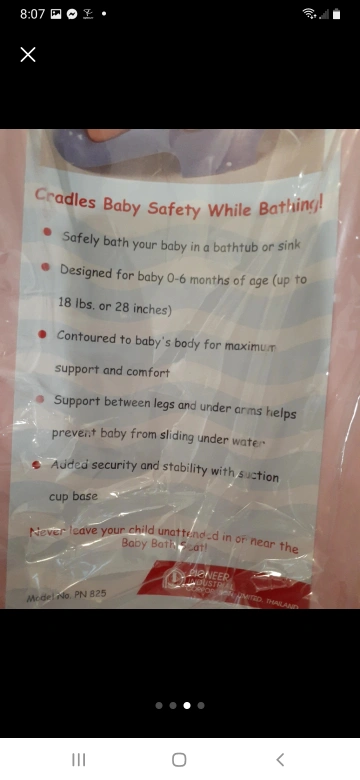 8:07
Cradles Baby Safety While Bathing!
Safely bath your baby in a bathtub or sink
Designed for baby 0-6 months of age (up to
18 lbs. or 28 inches)
Contoured to baby's body for maximum
support and comfort
Support between legs and under arms helps
prevent baby from sliding under water
Added security and stability with suction
cup base
Never leave your child unattended in or near the
Baby Bath Seat!
PIONEER
INDUSTRIAL
LIMITED, THAILAND
Model No. PN 825